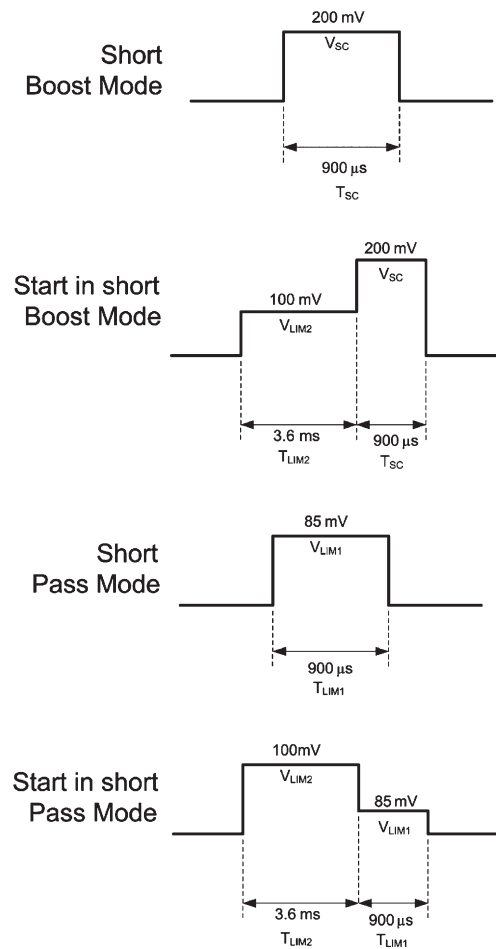 200 mV
Short
Boost Mode
VSC
900 µs
TSC
200 mV
VSC
Start in short
Boost Mode
100 mV
VLIM2
3.6 ms
900 µs
TLIM2
TSC
85 mV
Short
Pass Mode
VLIM1
900 µs
TLIM1
100mV
Start in short
Pass Mode
VLIM2
85 mV
VLIM1
3.6 ms
900 µs
TLIM2
TLIM1